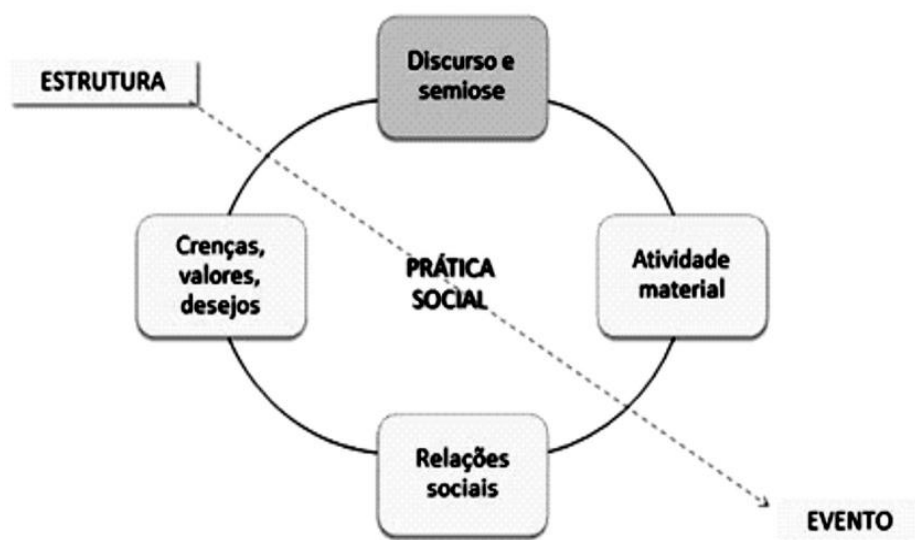 Discurso e
semiose
ESTRUTURA
Crenças,
valores,
desejos
PRÁTICA
SOCIAL
Atividade
material
Relações
sociais
EVENTO